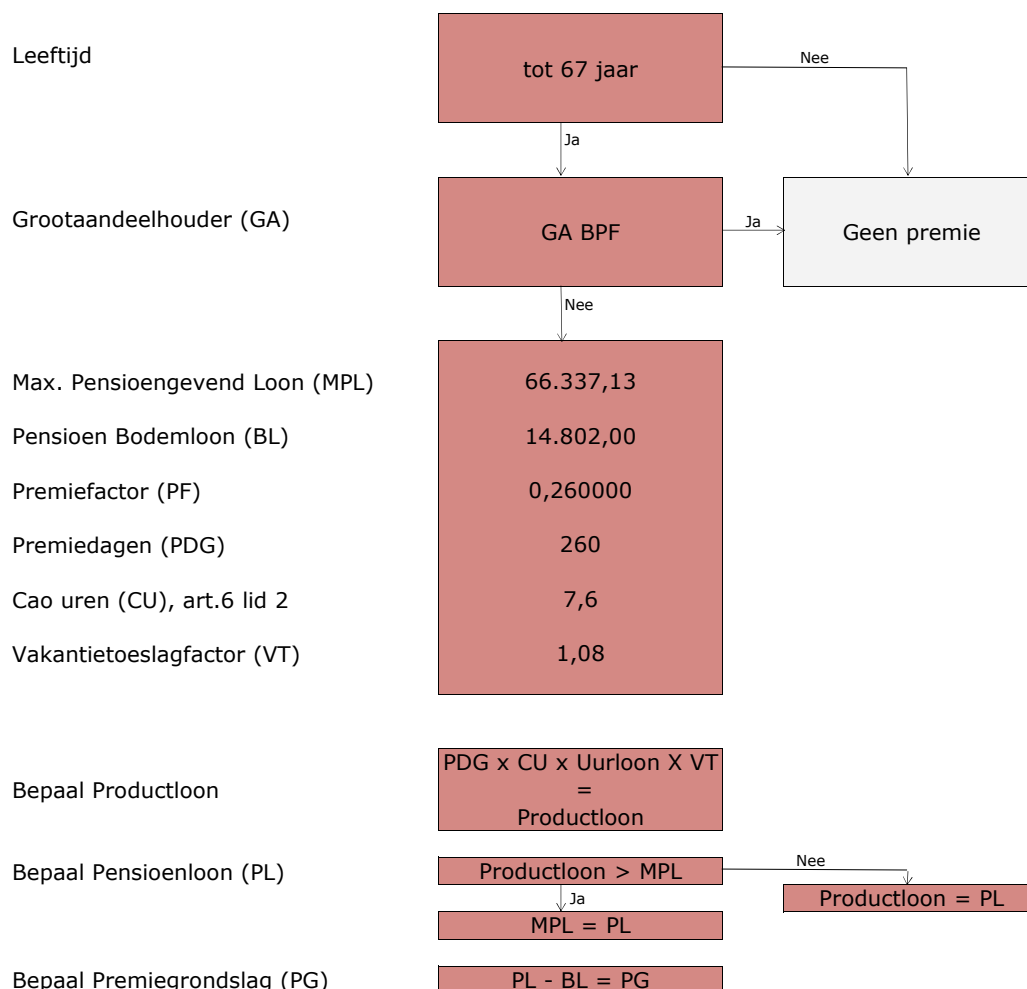 Leeftijd
tot 67 jaar
Nee
Ja
Grootaandeelhouder (GA)
GA BPF
Ja
Geen premie
Nee
Max. Pensioengevend Loon (MPL)
66.337,13
Pensioen Bodemloon (BL)
14.802,00
Premiefactor (PF)
0,260000
Premiedagen (PDG)
260
Cao uren (CU), art.6 lid 2
7,6
Vakantietoeslagfactor (VT)
1,08
Bepaal Productloon
PDG x CU x Uurloon X VT
=
Productloon
Bepaal Pensioenloon (PL)
Productloon > MPL
Nee
Ja
Productloon = PL
MPL = PL
Bepaal Premiegrondslag (PG)
PL - BL = PG